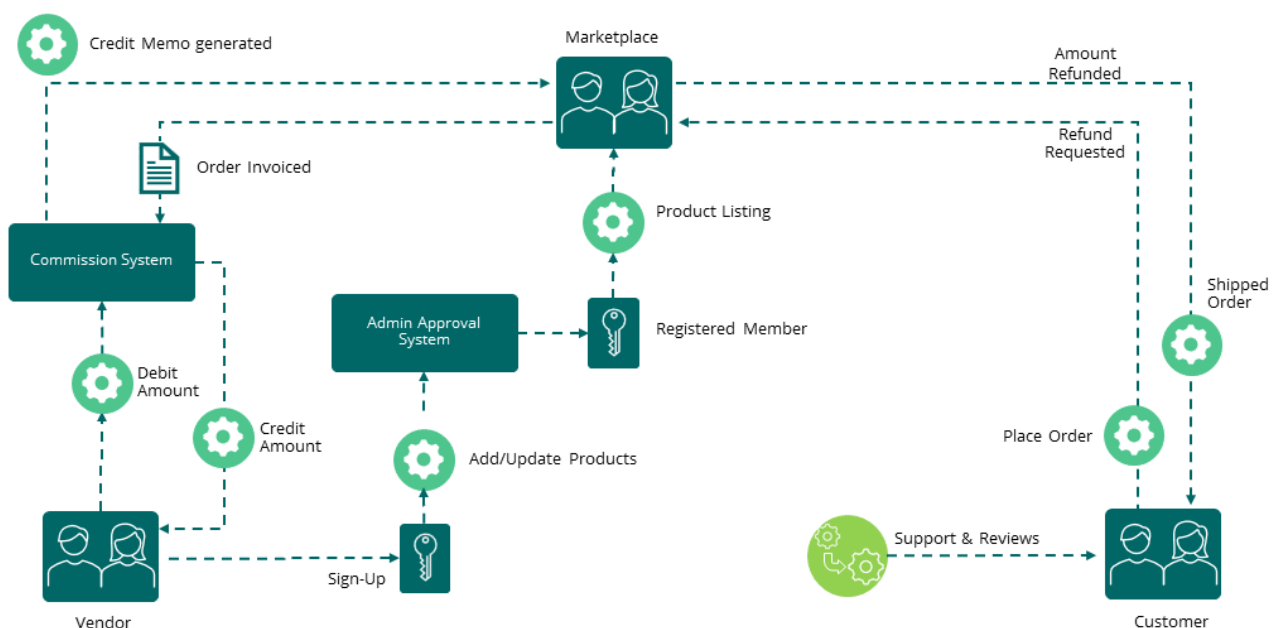 Marketplace
Credit Memo generated
Amount
Refunded
Refund
Requested
Order Invoiced
Product Listing
Commission System
Shipped
Order
Admin Approval
System
Registered Member
Debit
Amount
Credit
Amount
Place Order
Add/Update Products
Support & Reviews
Sign-Up
Vendor
Customer